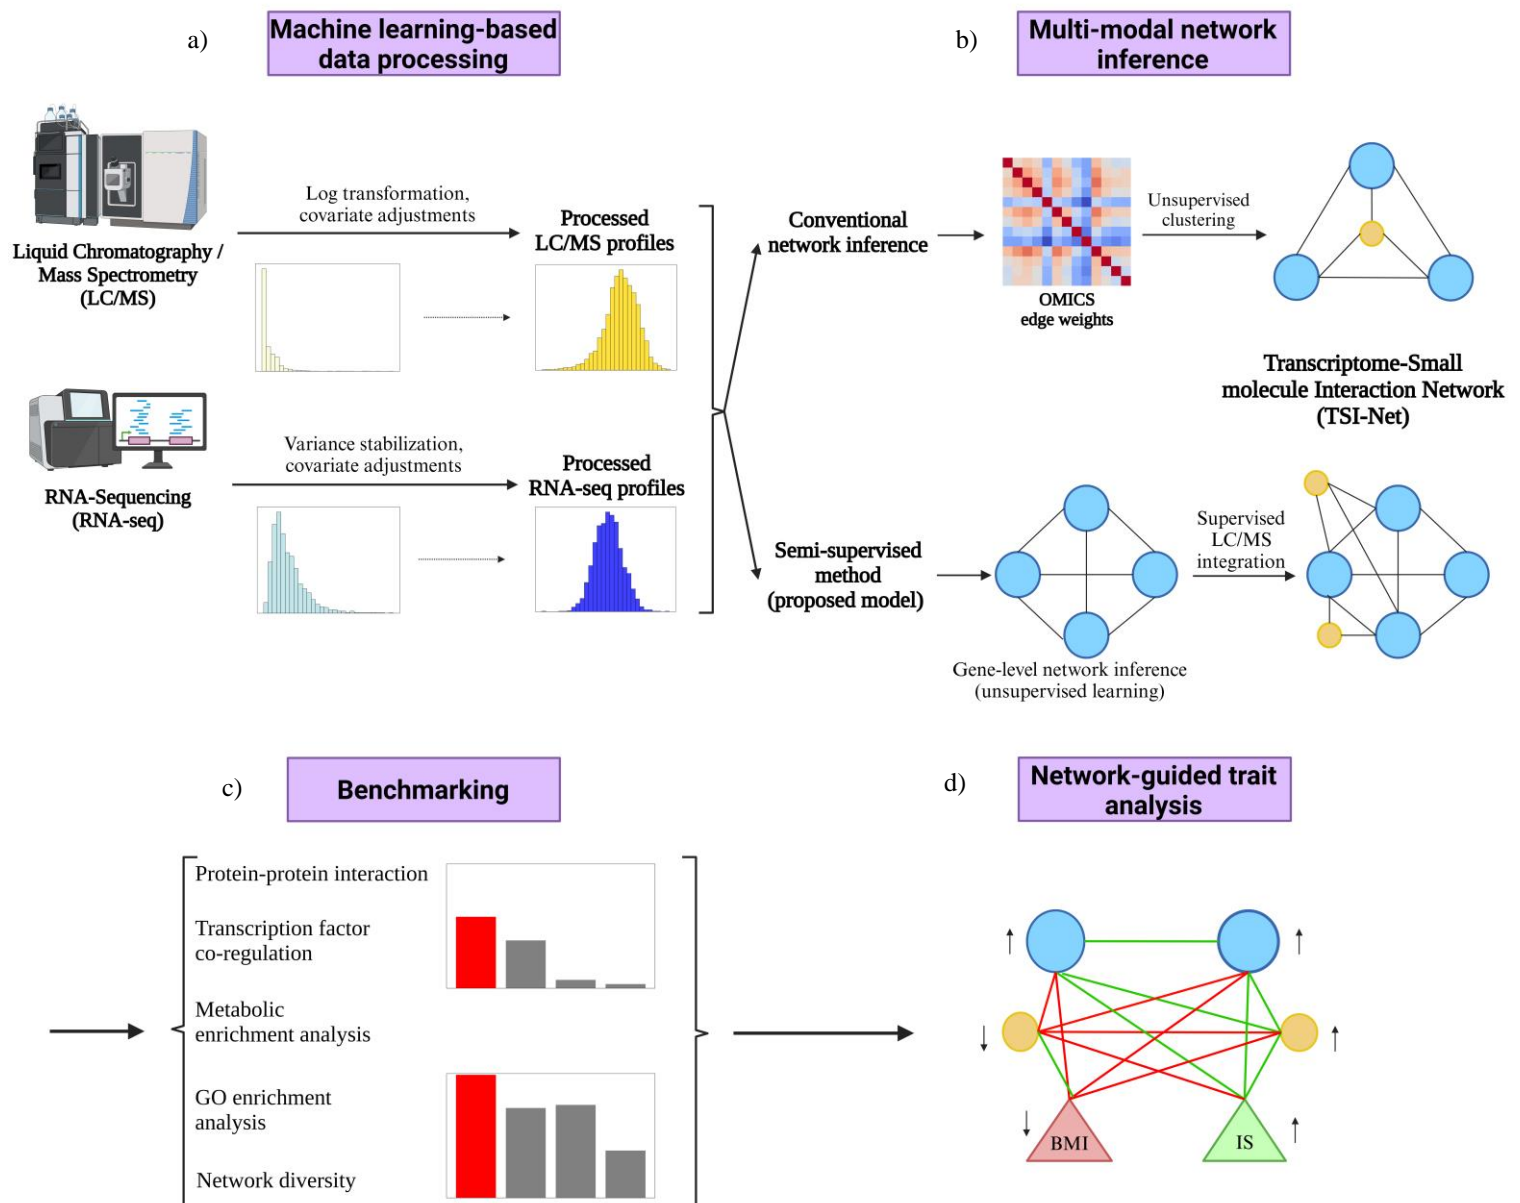 a)
Machine learning-based
data processing
Liquid Chromatography /
Mass Spectrometry
(LC/MS)
Log transformation,
covariate adjustments
Processed
LC/MS profiles
RNA-Sequencing
(RNA-seq)
Variance stabilization,
covariate adjustments
Processed
RNA-seq profiles
b)
Multi-modal network
inference
Conventional
network inference
OMICS
edge weights
Unsupervised
clustering
Transcriptome-Small
molecule Interaction Network
(TSI-Net)
Semi-supervised
method
(proposed model)
Gene-level network inference
(unsupervised learning)
Supervised
LC/MS
integration
c)
Benchmarking
Protein-protein interaction
Transcription factor
co-regulation
Metabolic
enrichment analysis
GO enrichment
analysis
Network diversity
d)
Network-guided trait
analysis
BMI
IS